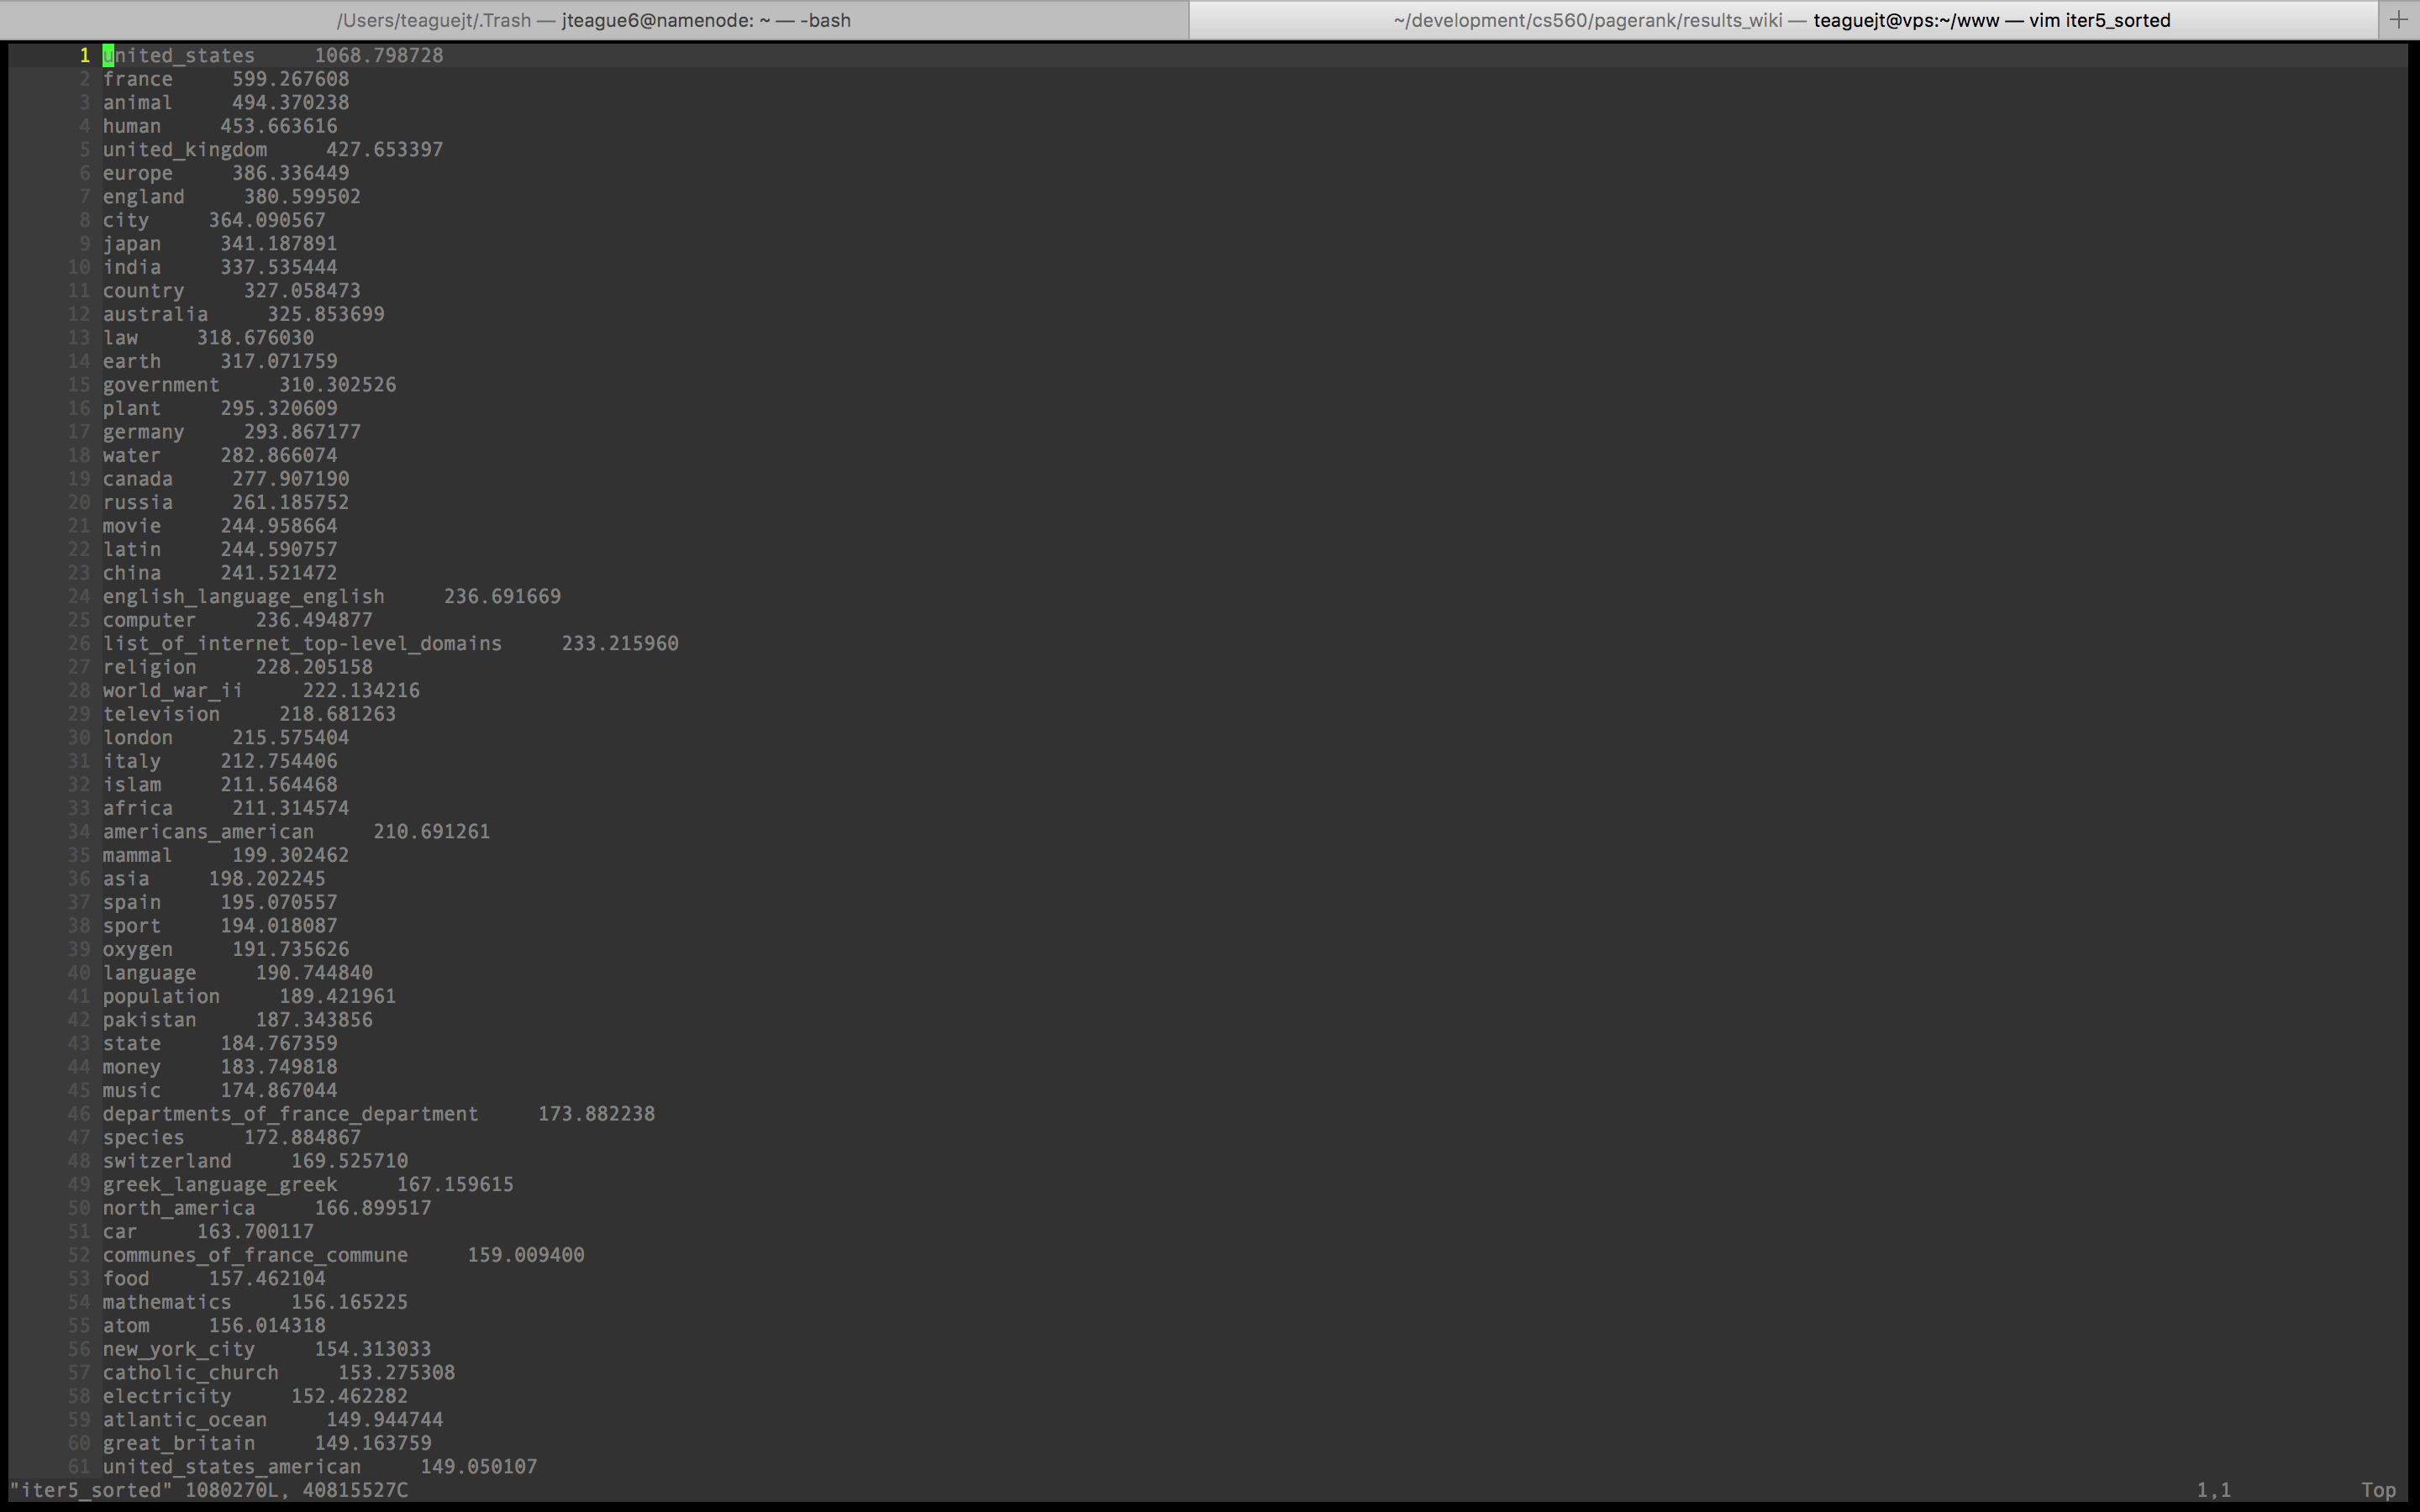 /Users/teaguejt/.Trash — jteague6@namenode: ~ — -bash
~/development/cs560/pagerank/results_wiki — teaguejt@vps:~/www — vim iter5_sorted +
1 united_states 1068.798728
2 france 599.267608
3 animal 494.370238
4 human 453.663616
5 united_kingdom 427.653397
6 europe 386.336449
7 england 380.599502
8 city 364.090567
9 japan 341.187891
10 india 337.535444
11 country 327.058473
12 australia 325.853699
13 law 318.676030
14 earth 317.071759
15 government 310.302526
16 plant 295.320609
17 germany 293.867177
18 water 282.866074
19 canada 277.907190
20 russia 261.185752
21 movie 244.958664
22 latin 244.590757
23 china 241.521472
24 english_language_english 236.691669
25 computer 236.494877
26 list_of_internet_top-level_domains 233.215960
27 religion 228.205158
28 world_war_ii 222.134216
29 television 218.681263
30 london 215.575404
31 italy 212.754406
32 islam 211.564468
33 africa 211.314574
34 americans_american 210.691261
35 mammal 199.302462
36 asia 198.202245
37 spain 195.070557
38 sport 194.018087
39 oxygen 191.735626
40 language 190.744840
41 population 189.421961
42 pakistan 187.343856
43 state 184.767359
44 money 183.749818
45 music 174.867044
46 departments_of_france_department 173.882238
47 species 172.884867
48 switzerland 169.525710
49 greek_language_greek 167.159615
50 north_america 166.899517
51 car 163.700117
52 communes_of_france_commune 159.009400
53 food 157.462104
54 mathematics 156.165225
55 atom 156.014318
56 new_york_city 154.313033
57 catholic_church 153.275308
58 electricity 152.462282
59 atlantic_ocean 149.944744
60 great_britain 149.163759
61 united_states_american 149.050107
"iter5_sorted" 1080270L, 40815527C 1,1 Top